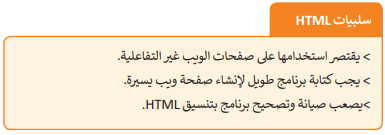 سلبيات HTML
> يقتصر استخدامها على صفحات الويب غير التفاعلية.
> يجب كتابة برنامج طويل لإنشاء صفحة ويب يسيرة.
>يصعب صيانة وتصحيح برنامج بتنسيق HTML.